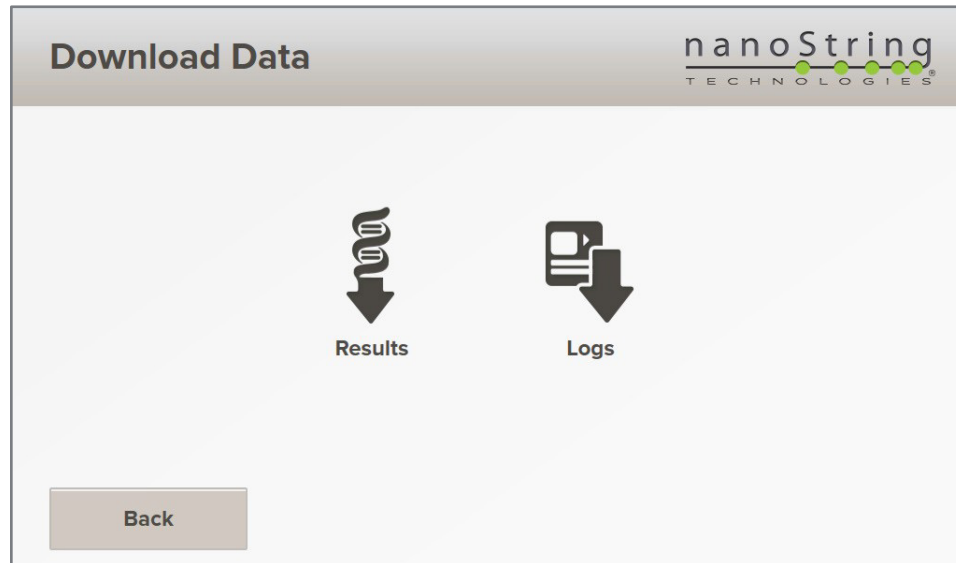 Download Data
nanoString
TECHNOLOGIES®
Results
Logs
Back